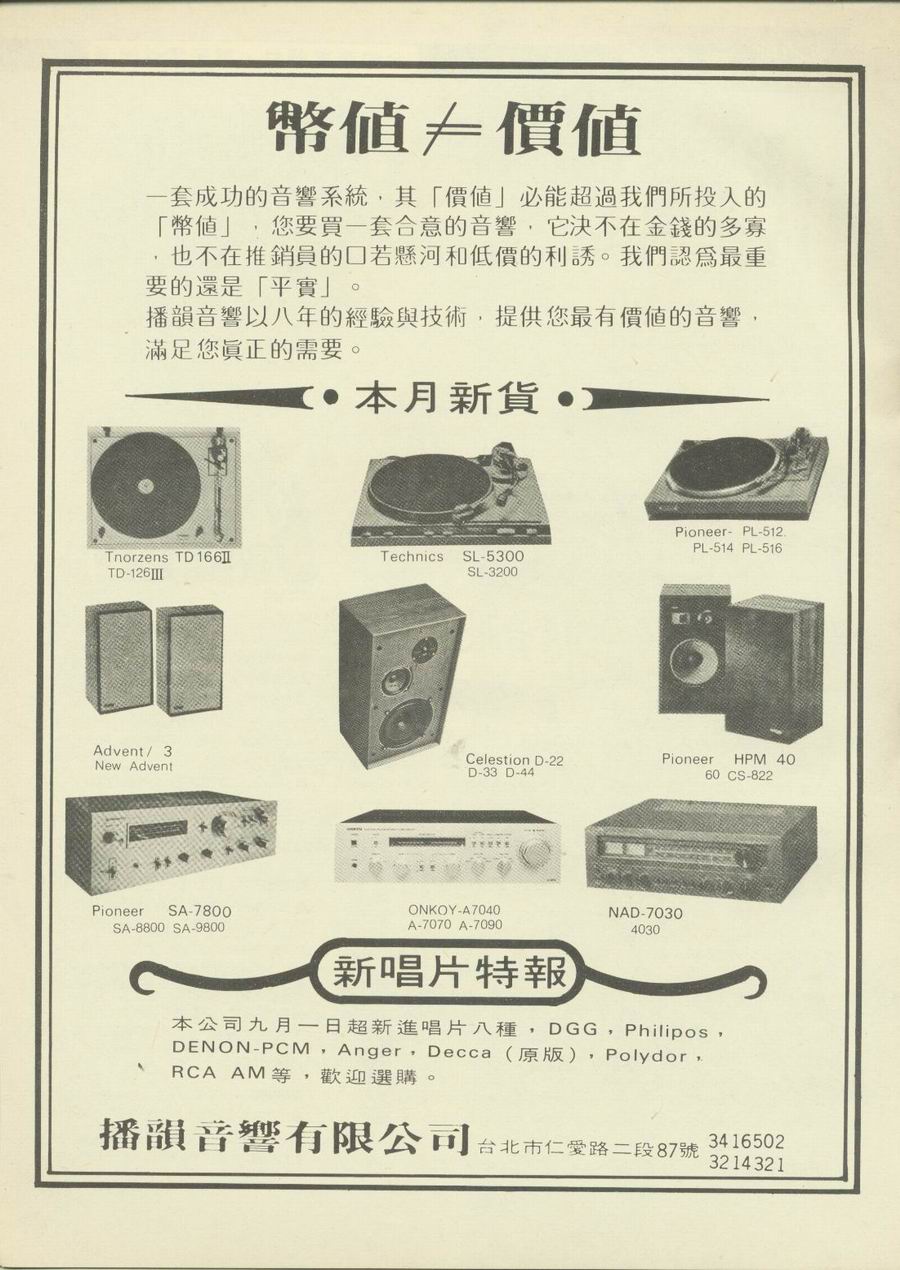 幣値≠價値
一套成功的音響系統，其「價値」必能超過我們所投入的
「幣値」，您要買一套合意的音響，它決不在金錢的多寡
，也不在推銷員的口若懸河和低價的利誘。我們認爲最重
要的還是「平實」。
播韻音響以八年的經驗與技術，提供您最有價値的音響，
滿足您眞正的需要。
本月新貨
Tnorzens TD166Ⅱ
TD-126Ⅲ
Technics SL-5300
SL-3200
Pioneer- PL-512.
PL-514 PL-516
Advent/ 3
New Advent
Celestion D-22
D-33 D-44
Pioneer HPM 40
60 CS-822
Pioneer SA-7800
SA-8800 SA-9800
ONKOY-A7040
A-7070 A-7090
NAD-7030
4030
新唱片特報
本公司九月一日超新進唱片八種，DGG，Philipos，
DENON-PCM，Anger，Decca（原版），Polydor，
RCA AM等，歡迎選購。
播韻音響有限公司 台北市仁愛路二段87號 3416502
3214321